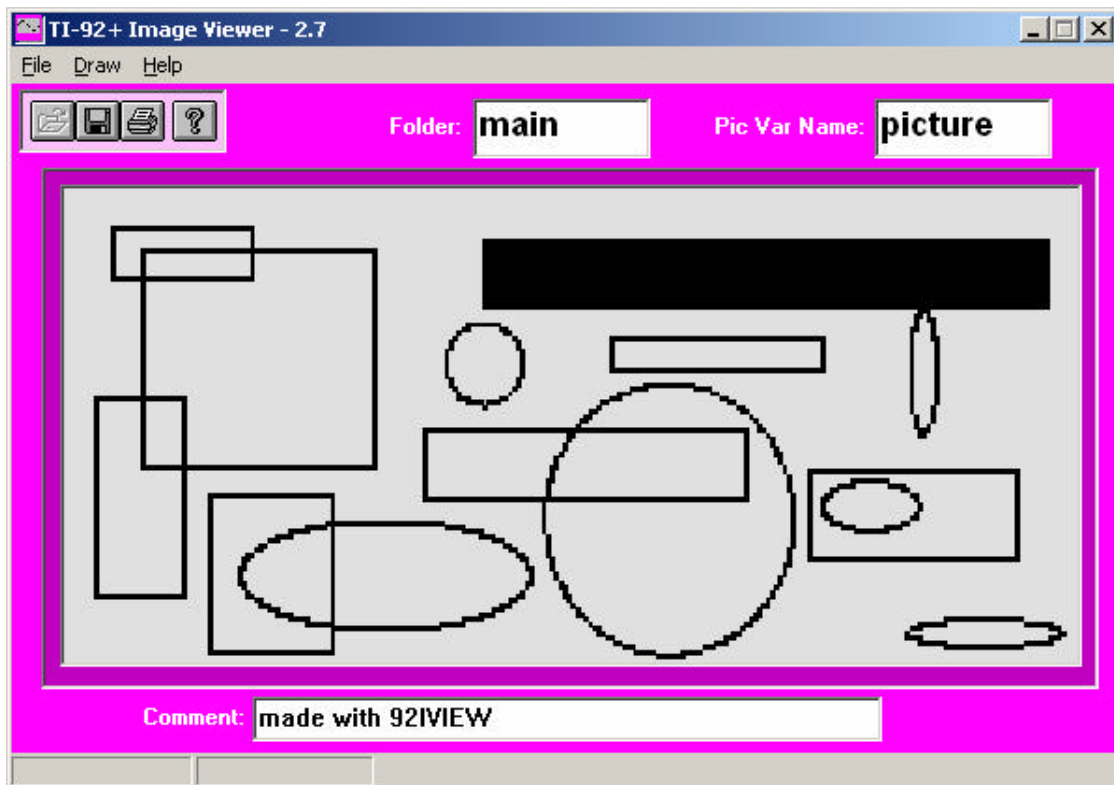 TI-92+ Image Viewer - 2.7
File Draw Help
Folder: main Pic Var Name: picture
Comment: made with 92IVIEW